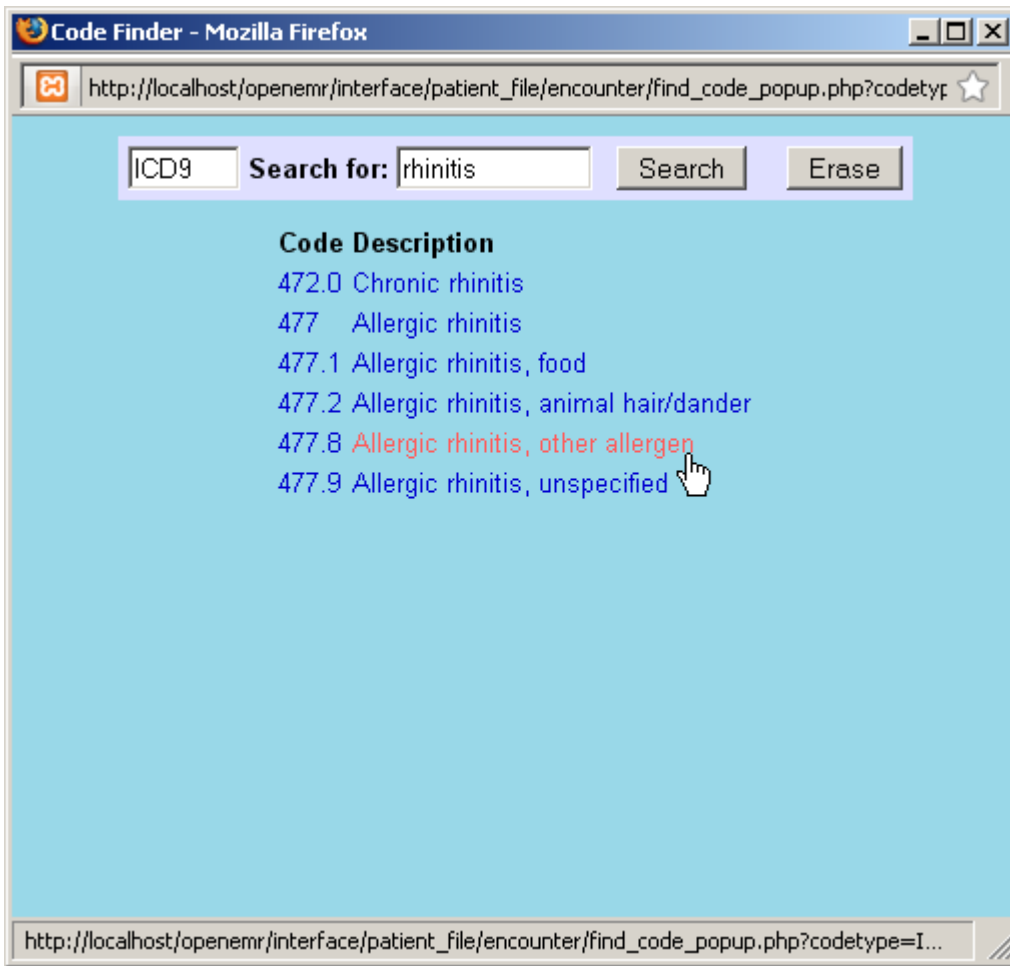 Code Finder - Mozilla Firefox
http://localhost/openemr/interface/patient_file/encounter/find_code_popup.php?codetyp
ICD9 Search for: rhinitis Search Erase
Code Description
472.0 Chronic rhinitis
477 Allergic rhinitis
477.1 Allergic rhinitis, food
477.2 Allergic rhinitis, animal hair/dander
477.8 Allergic rhinitis, other allergen
477.9 Allergic rhinitis, unspecified
http://localhost/openemr/interface/patient_file/encounter/find_code_popup.php?codetype=I...